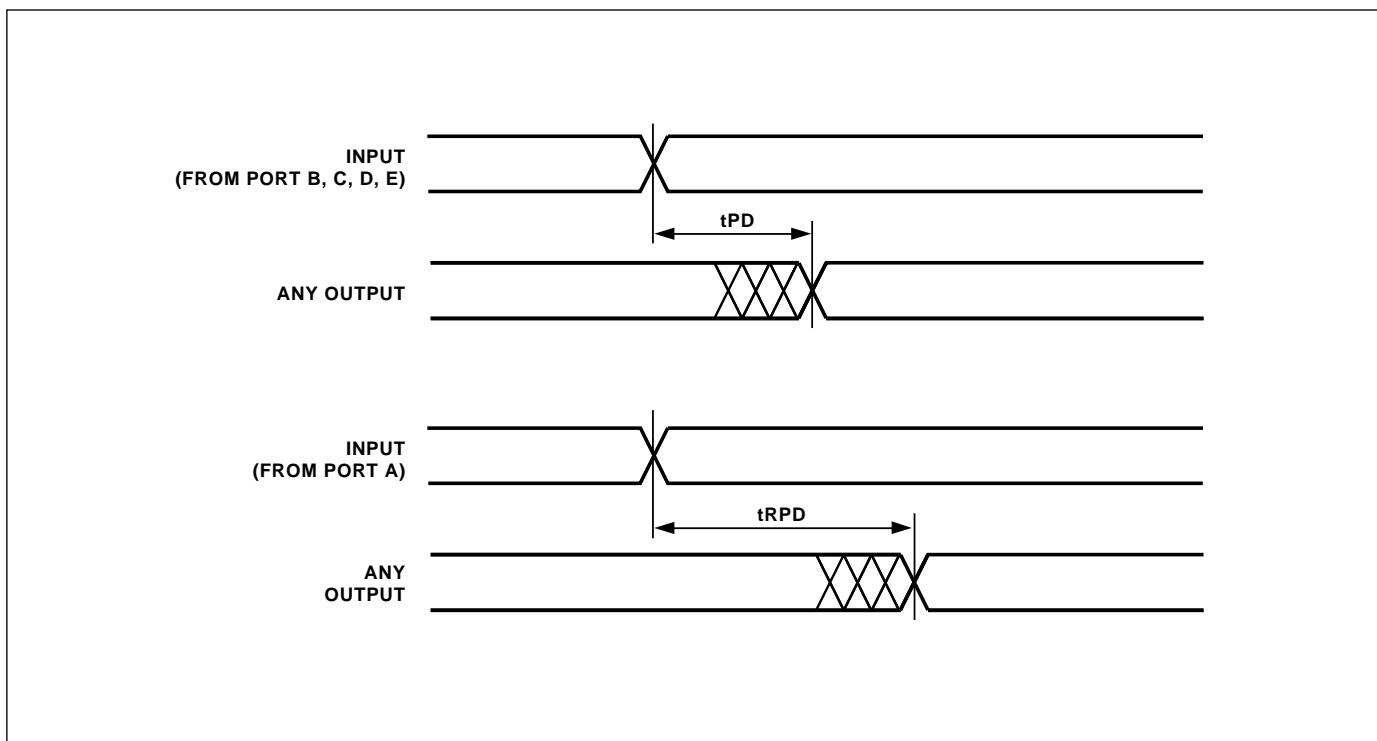 INPUT
(FROM PORT B, C, D, E)
tPD
ANY OUTPUT
INPUT
(FROM PORT A)
tRPD
ANY
OUTPUT